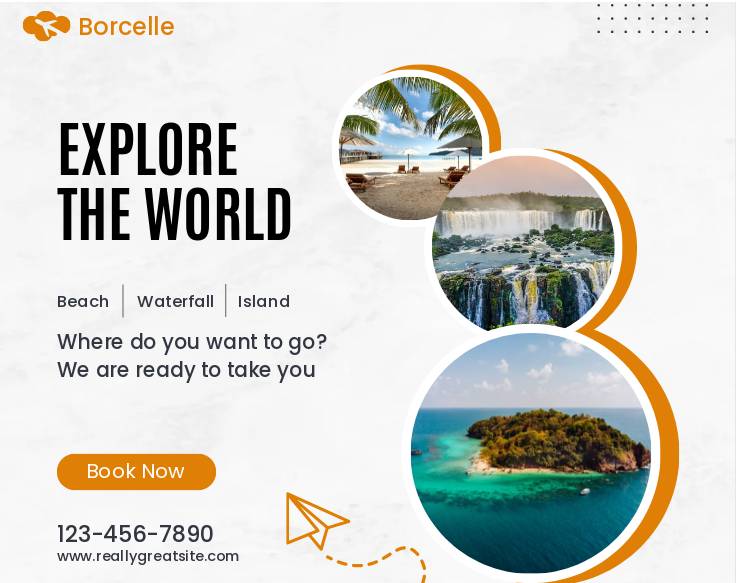 Borcelle
EXPLORE
THE WORLD
Beach | Waterfall | Island
Where do you want to go?
We are ready to take you
Book Now
123-456-7890
www.reallygreatsite.com